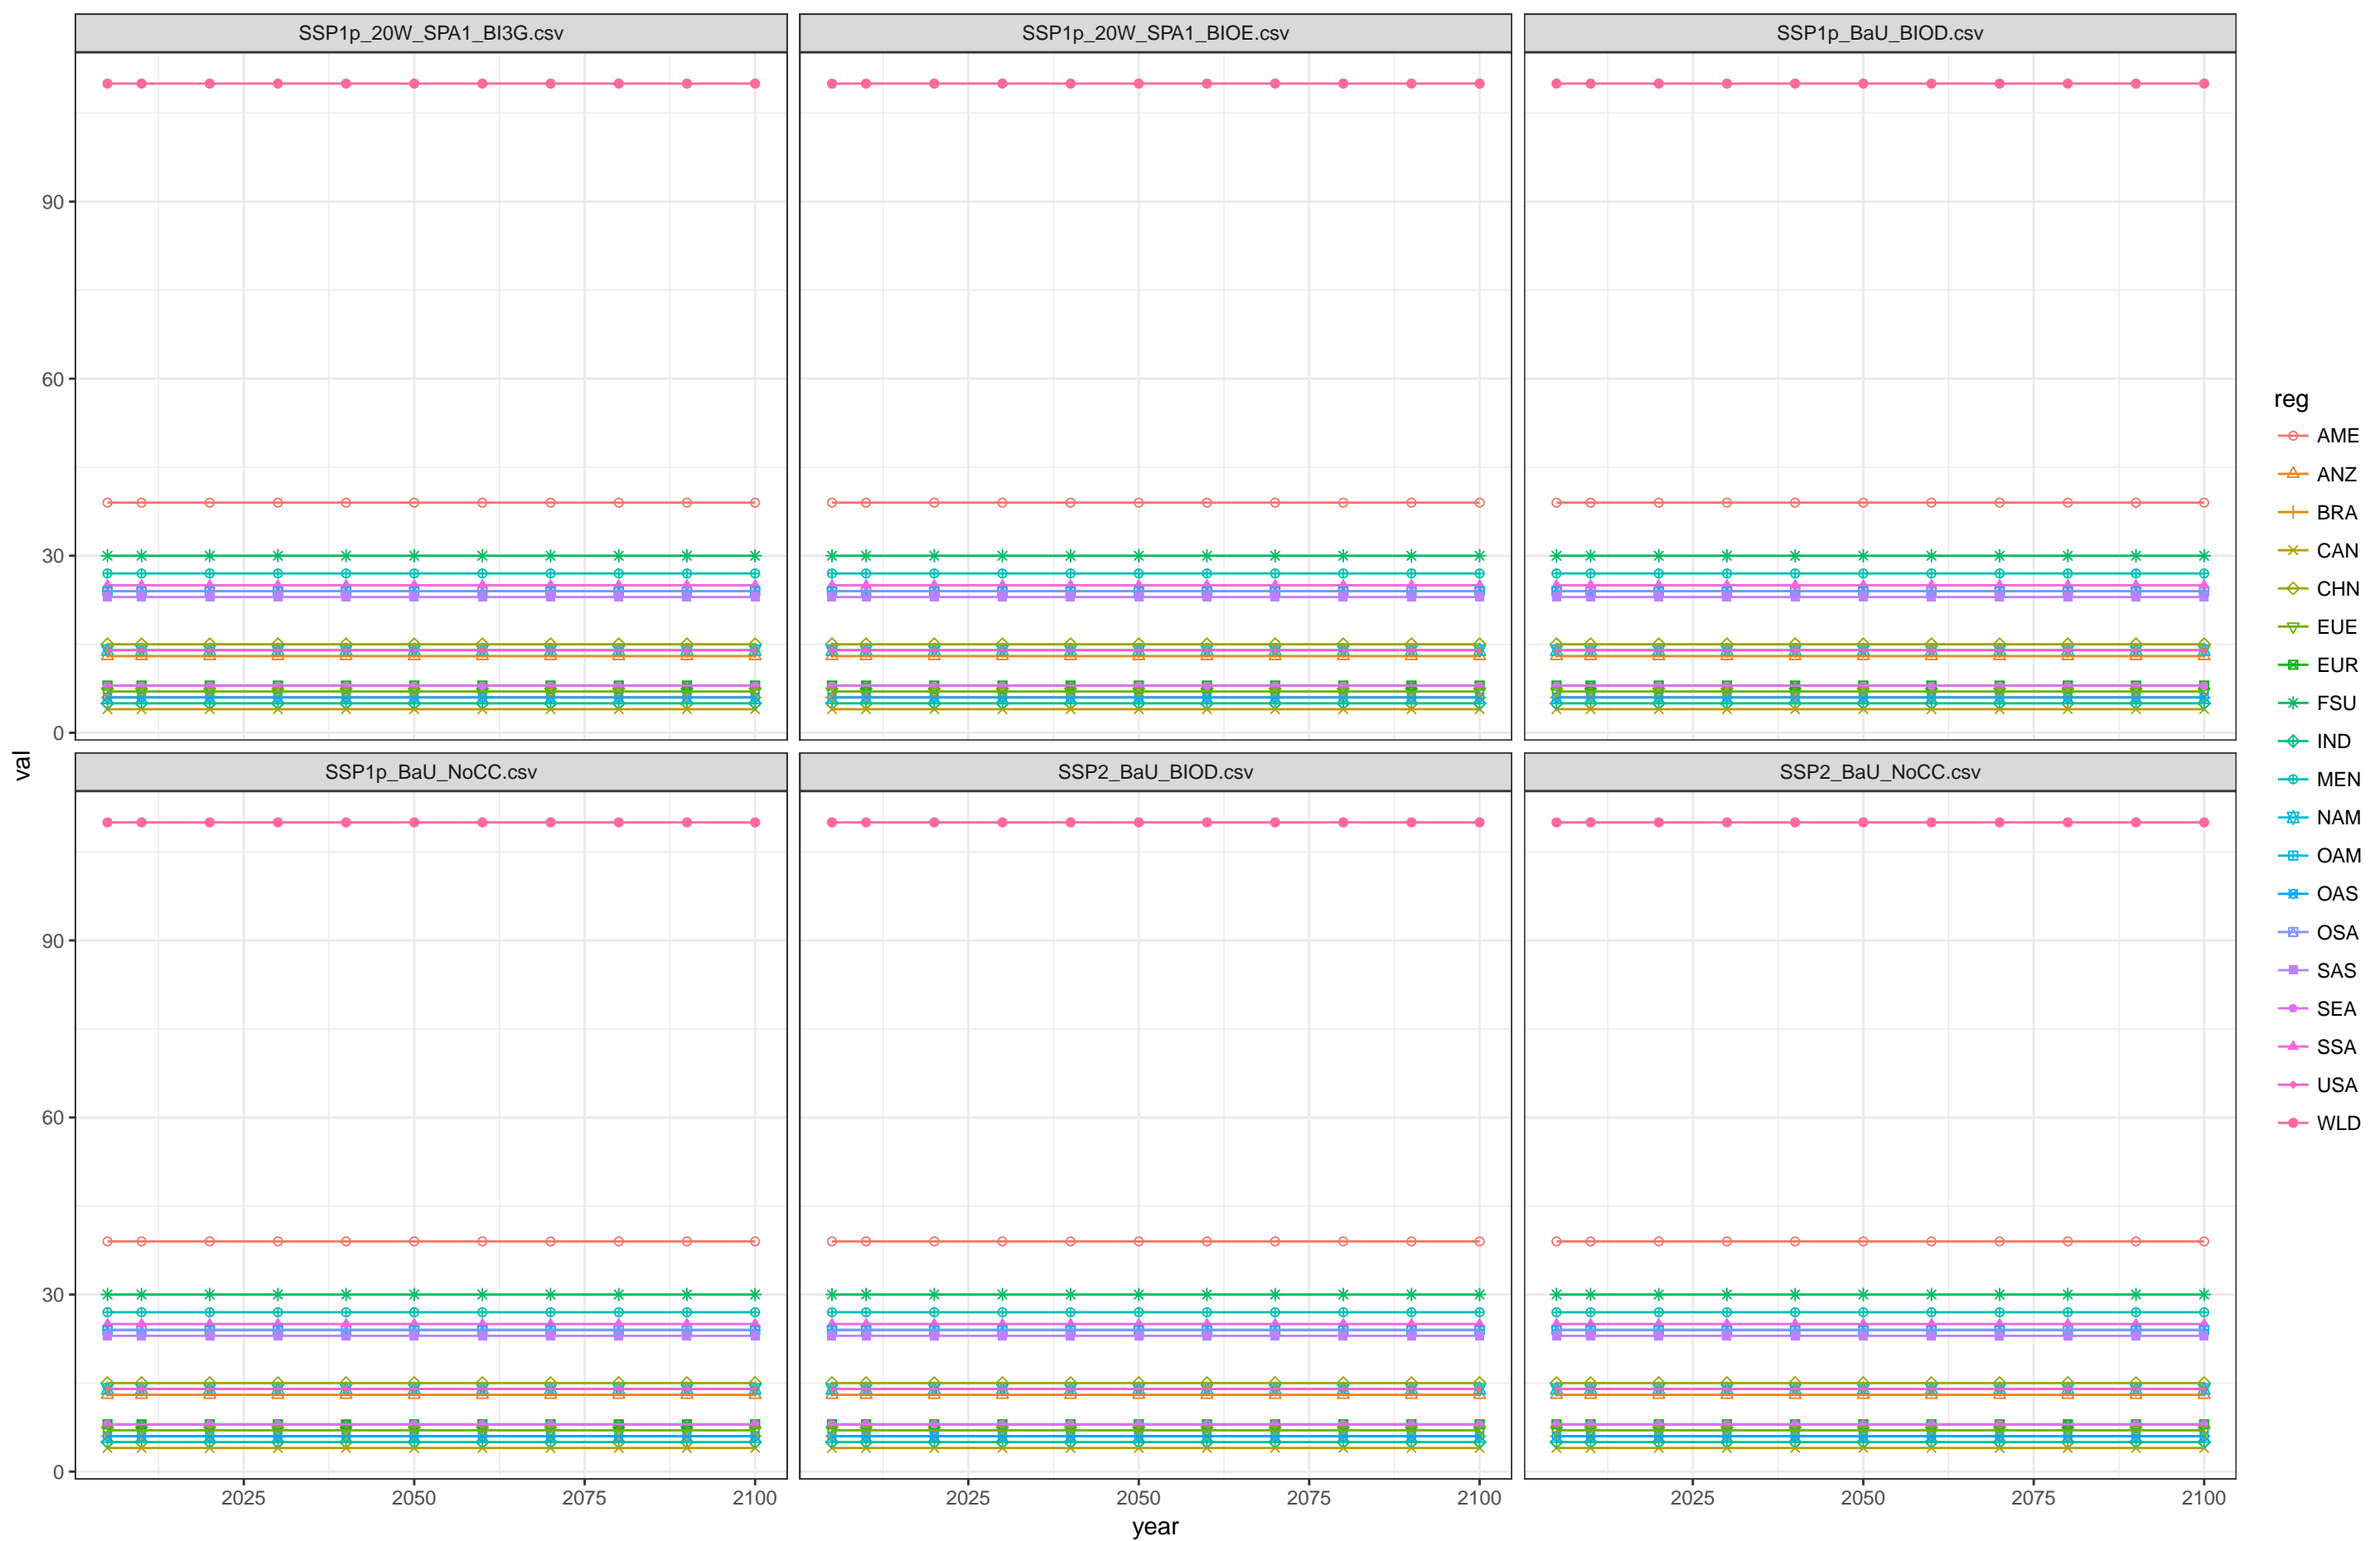 SSP1p_20W_SPA1_BI3G.csv
SSP1p_20W_SPA1_BIOE.csv
SSP1p_BaU_BIOD.csv
90
60
30
0
val
SSP1p_BaU_NoCC.csv
SSP2_BaU_BIOD.csv
SSP2_BaU_NoCC.csv
90
60
30
0
2025
2050
2075
2100
2025
2050
2075
2100
2025
2050
2075
2100
year
reg
AME
ANZ
BRA
CAN
CHN
EUE
EUR
FSU
IND
MEN
NAM
OAM
OAS
OSA
SAS
SEA
SSA
USA
WLD